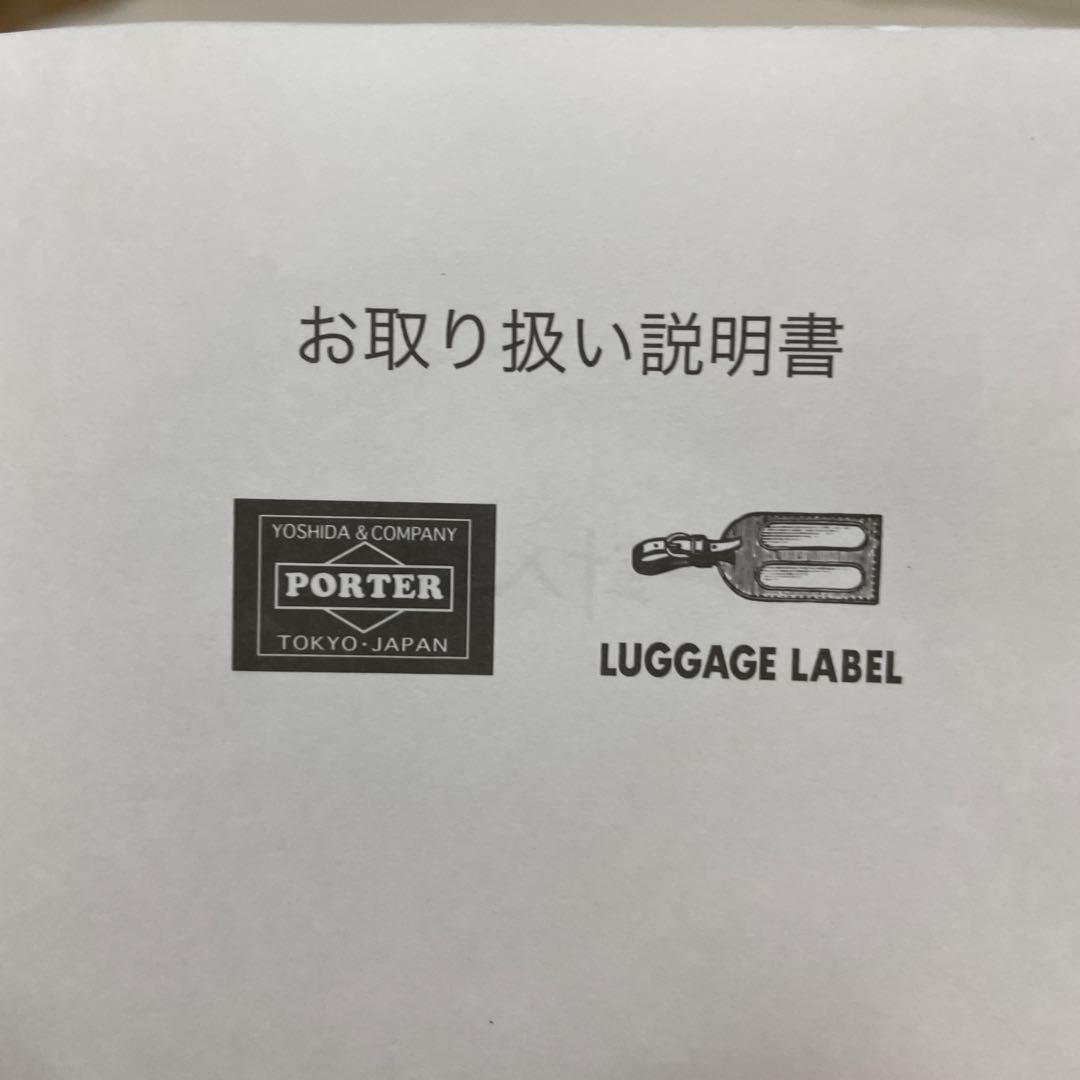 お取り扱い説明書
YOSHIDA & COMPANY
PORTER
TOKYO・JAPAN
LUGGAGE LABEL